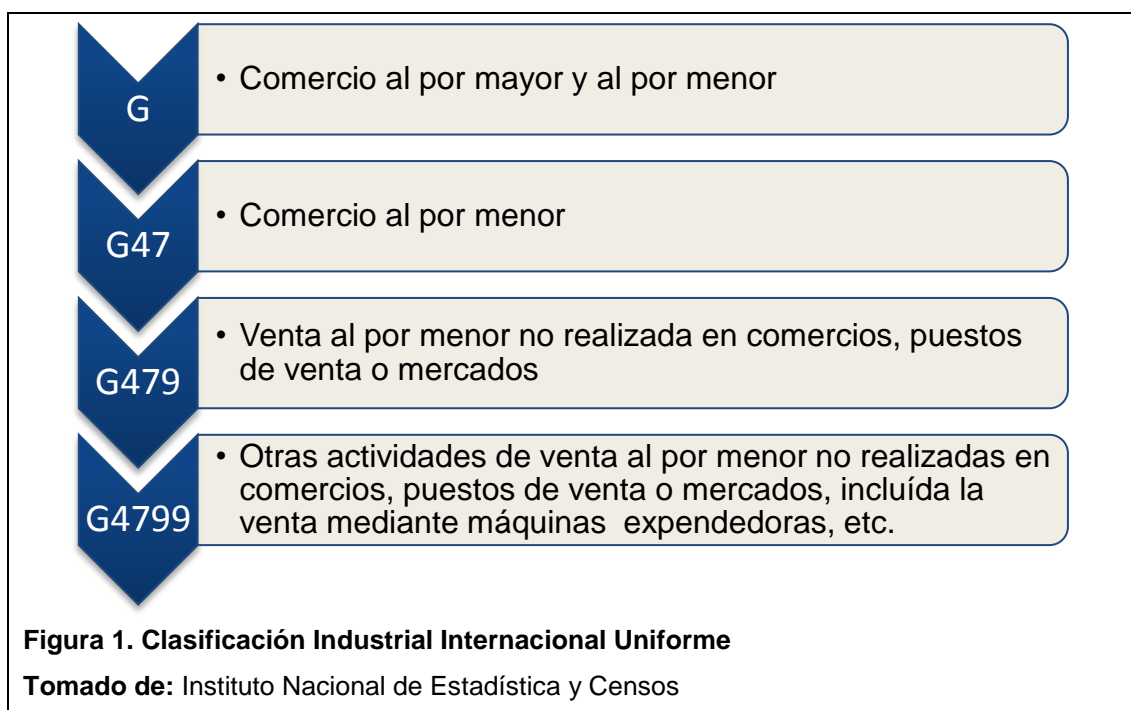 G
• Comercio al por mayor y al por menor
G47
• Comercio al por menor
G479
• Venta al por menor no realizada en comercios, puestos
de venta o mercados
G4799
• Otras actividades de venta al por menor no realizadas en
comercios, puestos de venta o mercados, incluída la
venta mediante máquinas  expendedoras, etc.
Figura 1. Clasificación Industrial Internacional Uniforme
Tomado de: Instituto Nacional de Estadística y Censos